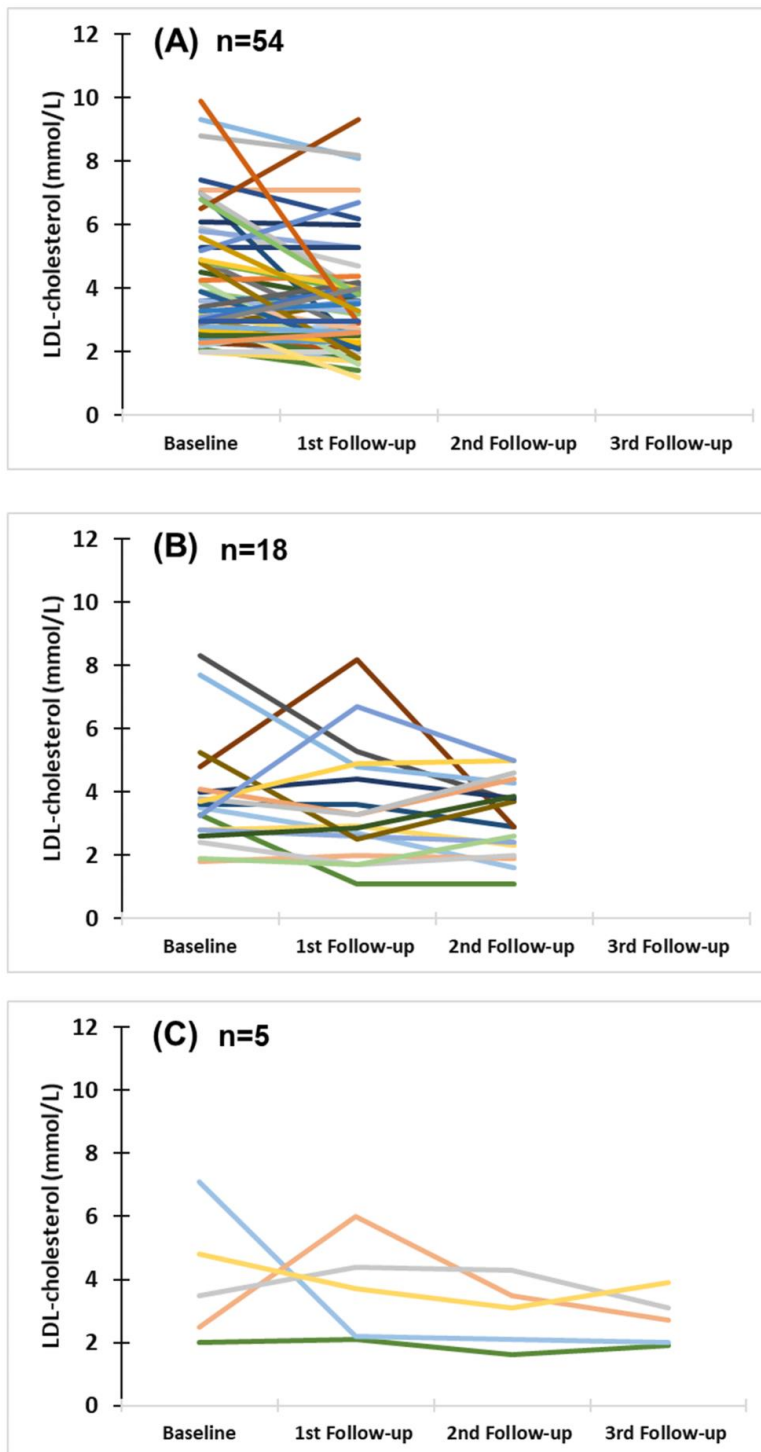 (A) n=54
LDL-cholesterol (mmol/L)
12
10
8
6
4
2
0
Baseline 1st Follow-up 2nd Follow-up 3rd Follow-up
(B) n=18
LDL-cholesterol (mmol/L)
12
10
8
6
4
2
0
Baseline 1st Follow-up 2nd Follow-up 3rd Follow-up
(C) n=5
LDL-cholesterol (mmol/L)
12
10
8
6
4
2
0
Baseline 1st Follow-up 2nd Follow-up 3rd Follow-up